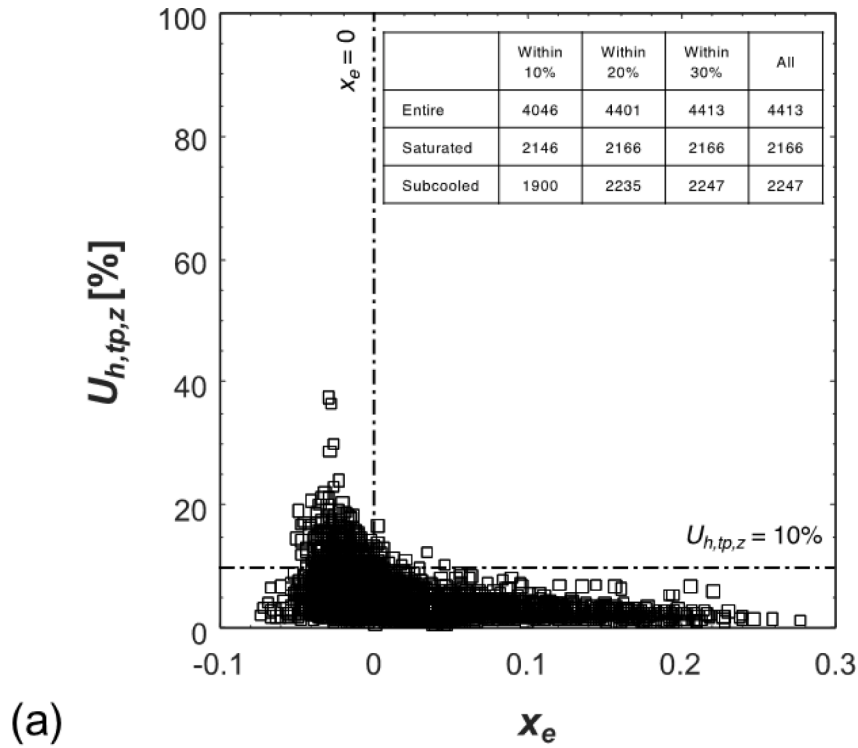 100
80
60
40
20
0
U_h,tp,z [%]
x_e = 0
Within 10% Within 20% Within 30% All
Entire 4046 4401 4413 4413
Saturated 2146 2166 2166 2166
Subcooled 1900 2235 2247 2247
U_h,tp,z = 10%
-0.1 0 0.1 0.2 0.3
x_e
(a)